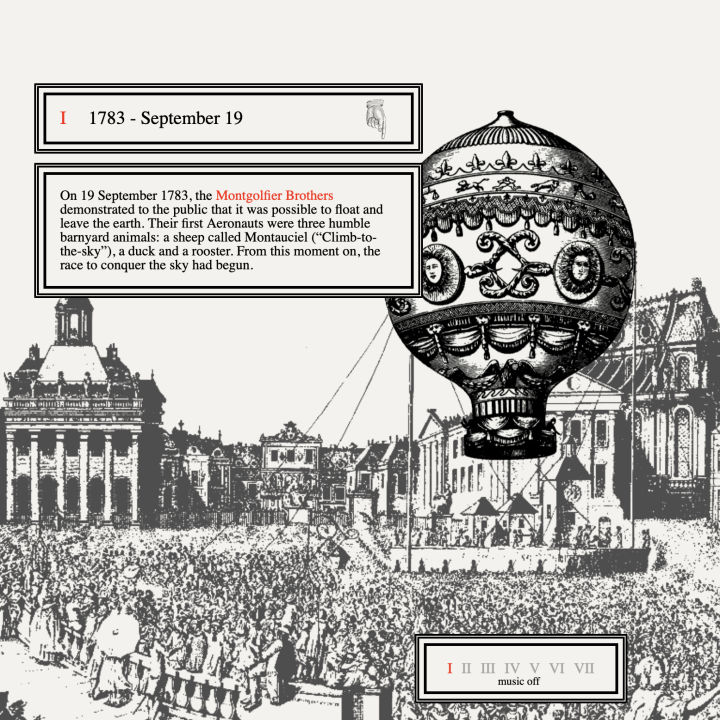 I 1783 - September 19
On 19 September 1783, the Montgolfier Brothers
demonstrated to the public that it was possible to float and
leave the earth. Their first Aeronauts were three humble
barnyard animals: a sheep called Montauciel (“Climb-to-
the-sky”), a duck and a rooster. From this moment on, the
race to conquer the sky had begun.
I II III IV V VI VII
music off